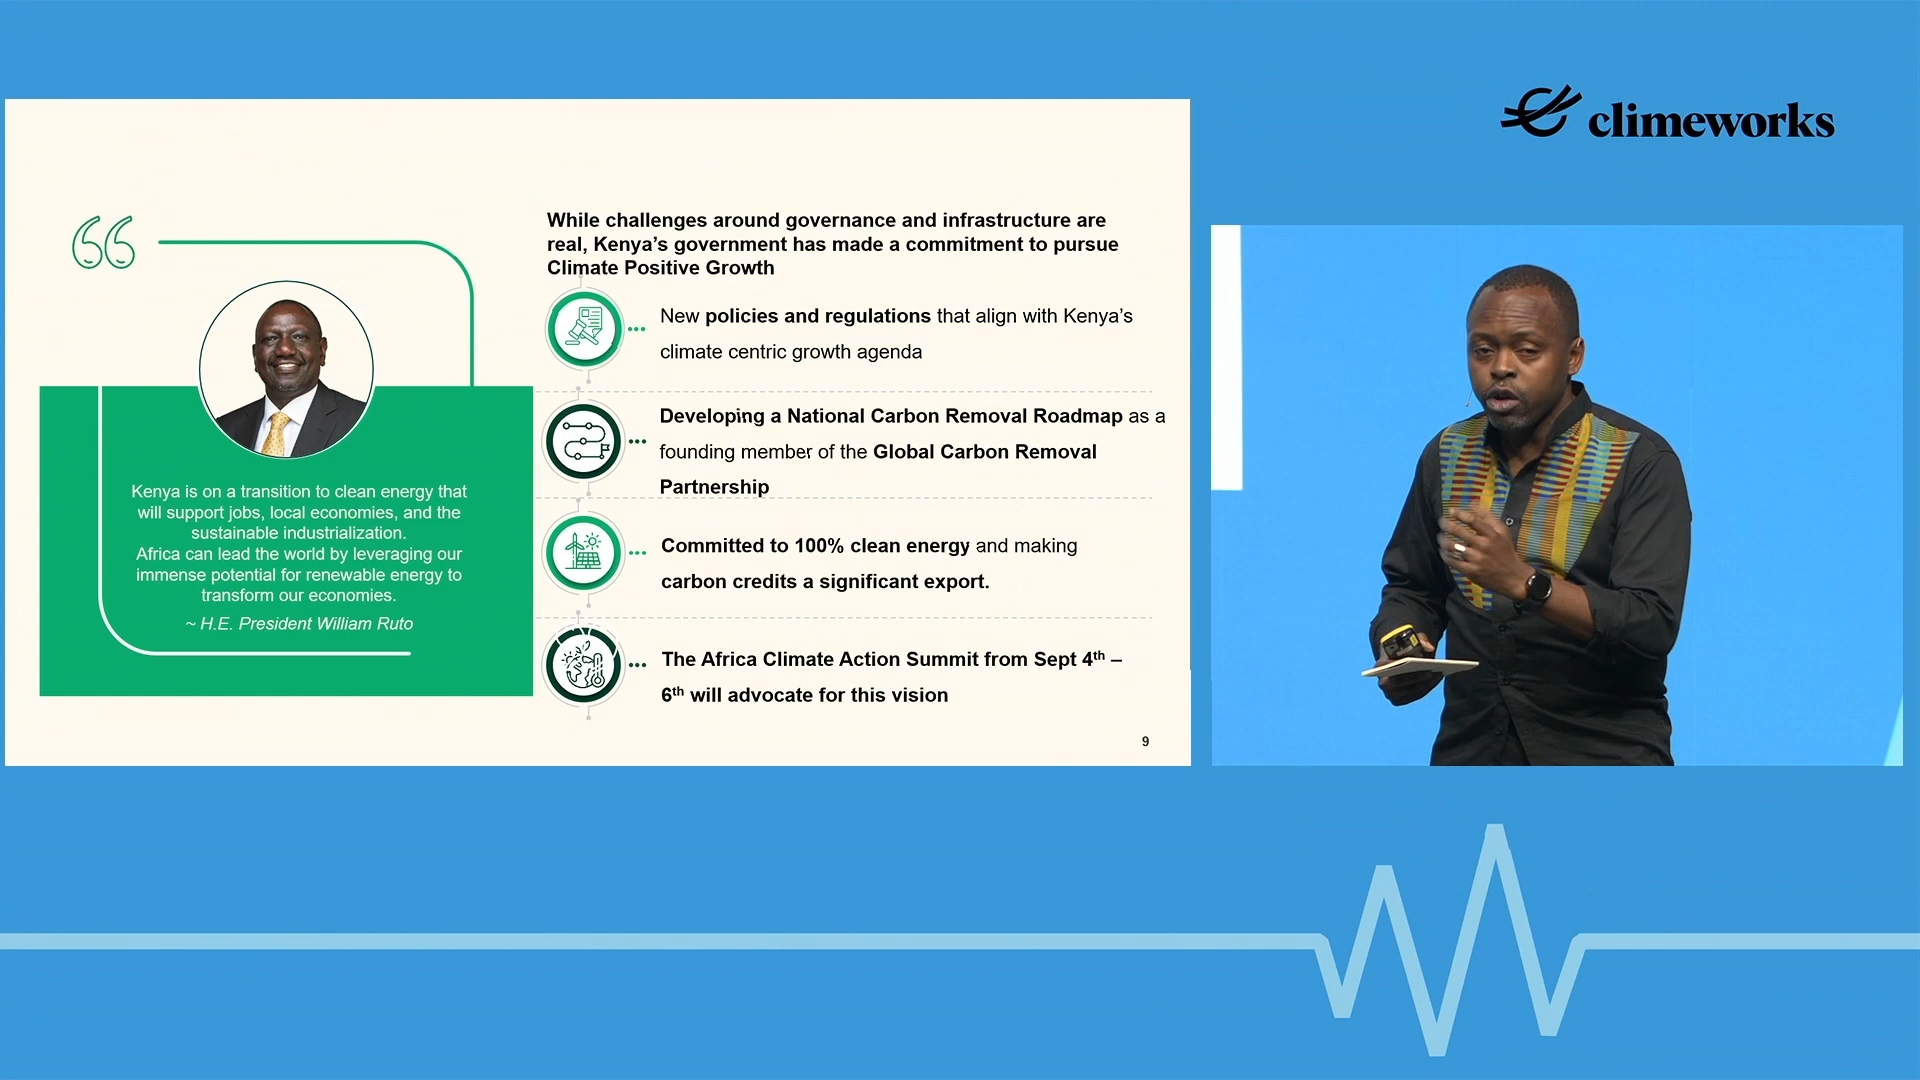 climeworks
While challenges around governance and infrastructure are
real, Kenya’s government has made a commitment to pursue
Climate Positive Growth
New policies and regulations that align with Kenya’s
climate centric growth agenda
Developing a National Carbon Removal Roadmap as a
founding member of the Global Carbon Removal
Partnership
Committed to 100% clean energy and making
carbon credits a significant export.
The Africa Climate Action Summit from Sept 4th –
6th will advocate for this vision
Kenya is on a transition to clean energy that
will support jobs, local economies, and the
sustainable industrialization.
Africa can lead the world by leveraging our
immense potential for renewable energy to
transform our economies.
~ H.E. President William Ruto
9